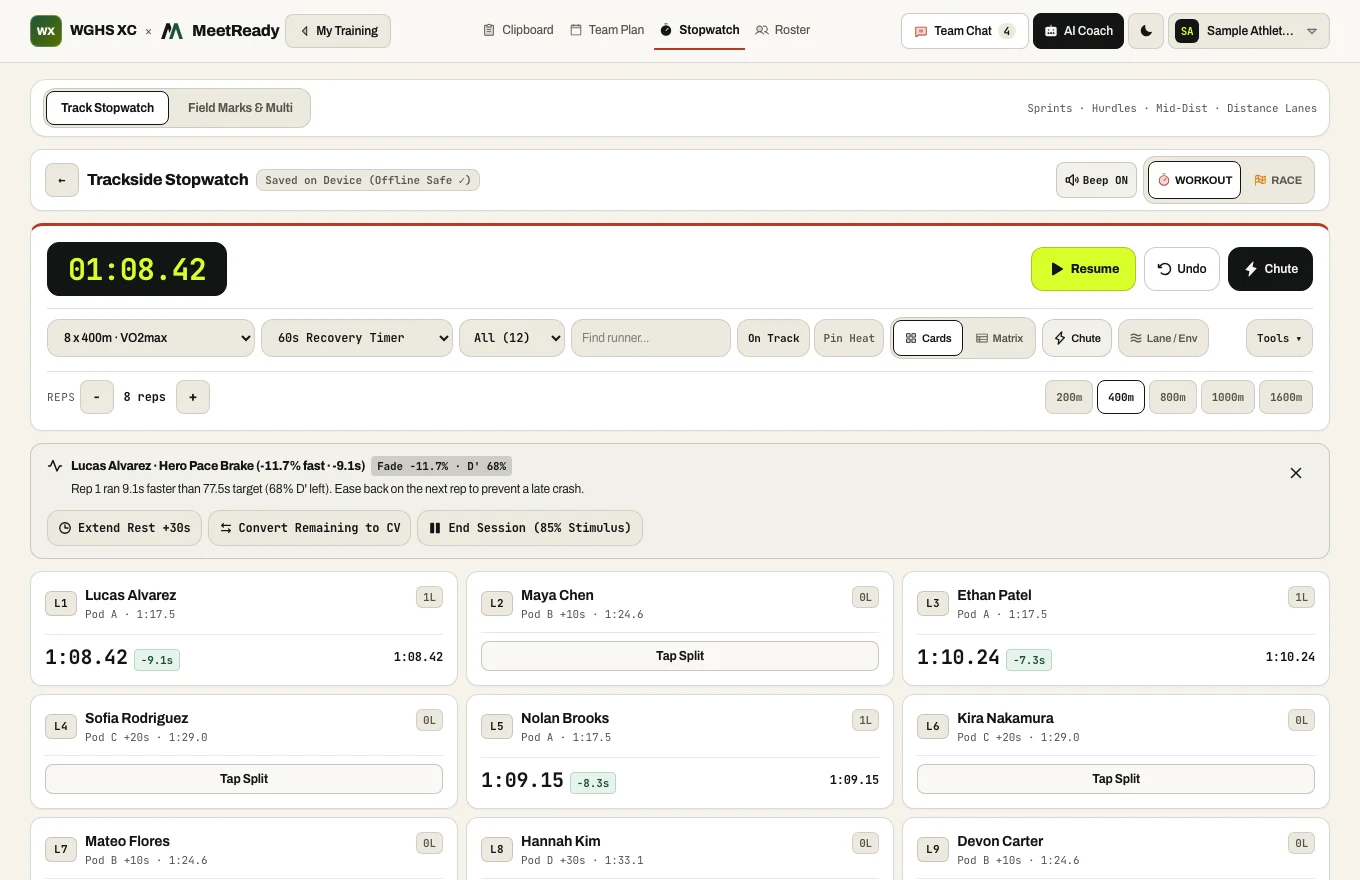 WX WGHS XC × MeetReady My Training Clipboard Team Plan Stopwatch Roster Team Chat 4 AI Coach SA Sample Athlet...
Track Stopwatch Field Marks & Multi Sprints · Hurdles · Mid-Dist · Distance Lanes
← Trackside Stopwatch Saved on Device (Offline Safe ✓) Beep ON WORKOUT RACE
01:08.42 Resume Undo Chute
8 x 400m · VO2max 60s Recovery Timer All (12) Find runner... On Track Pin Heat Cards Matrix Chute Lane / Env Tools ▾
REPS - 8 reps + 200m 400m 800m 1000m 1600m
Lucas Alvarez · Hero Pace Brake (-11.7% fast · -9.1s) Fade -11.7% · D' 68%
Rep 1 ran 9.1s faster than 77.5s target (68% D' left). Ease back on the next rep to prevent a late crash.
Extend Rest +30s Convert Remaining to CV End Session (85% Stimulus)
L1 Lucas Alvarez 1L
Pod A · 1:17.5
1:08.42 -9.1s 1:08.42
L2 Maya Chen 0L
Pod B +10s · 1:24.6
Tap Split
L3 Ethan Patel 1L
Pod A · 1:17.5
1:10.24 -7.3s 1:10.24
L4 Sofia Rodriguez 0L
Pod C +20s · 1:29.0
Tap Split
L5 Nolan Brooks 1L
Pod A · 1:17.5
1:09.15 -8.3s 1:09.15
L6 Kira Nakamura 0L
Pod C +20s · 1:29.0
Tap Split
L7 Mateo Flores 0L
Pod B +10s · 1:24.6
L8 Hannah Kim 0L
Pod D +30s · 1:33.1
L9 Devon Carter 0L
Pod B +10s · 1:24.6